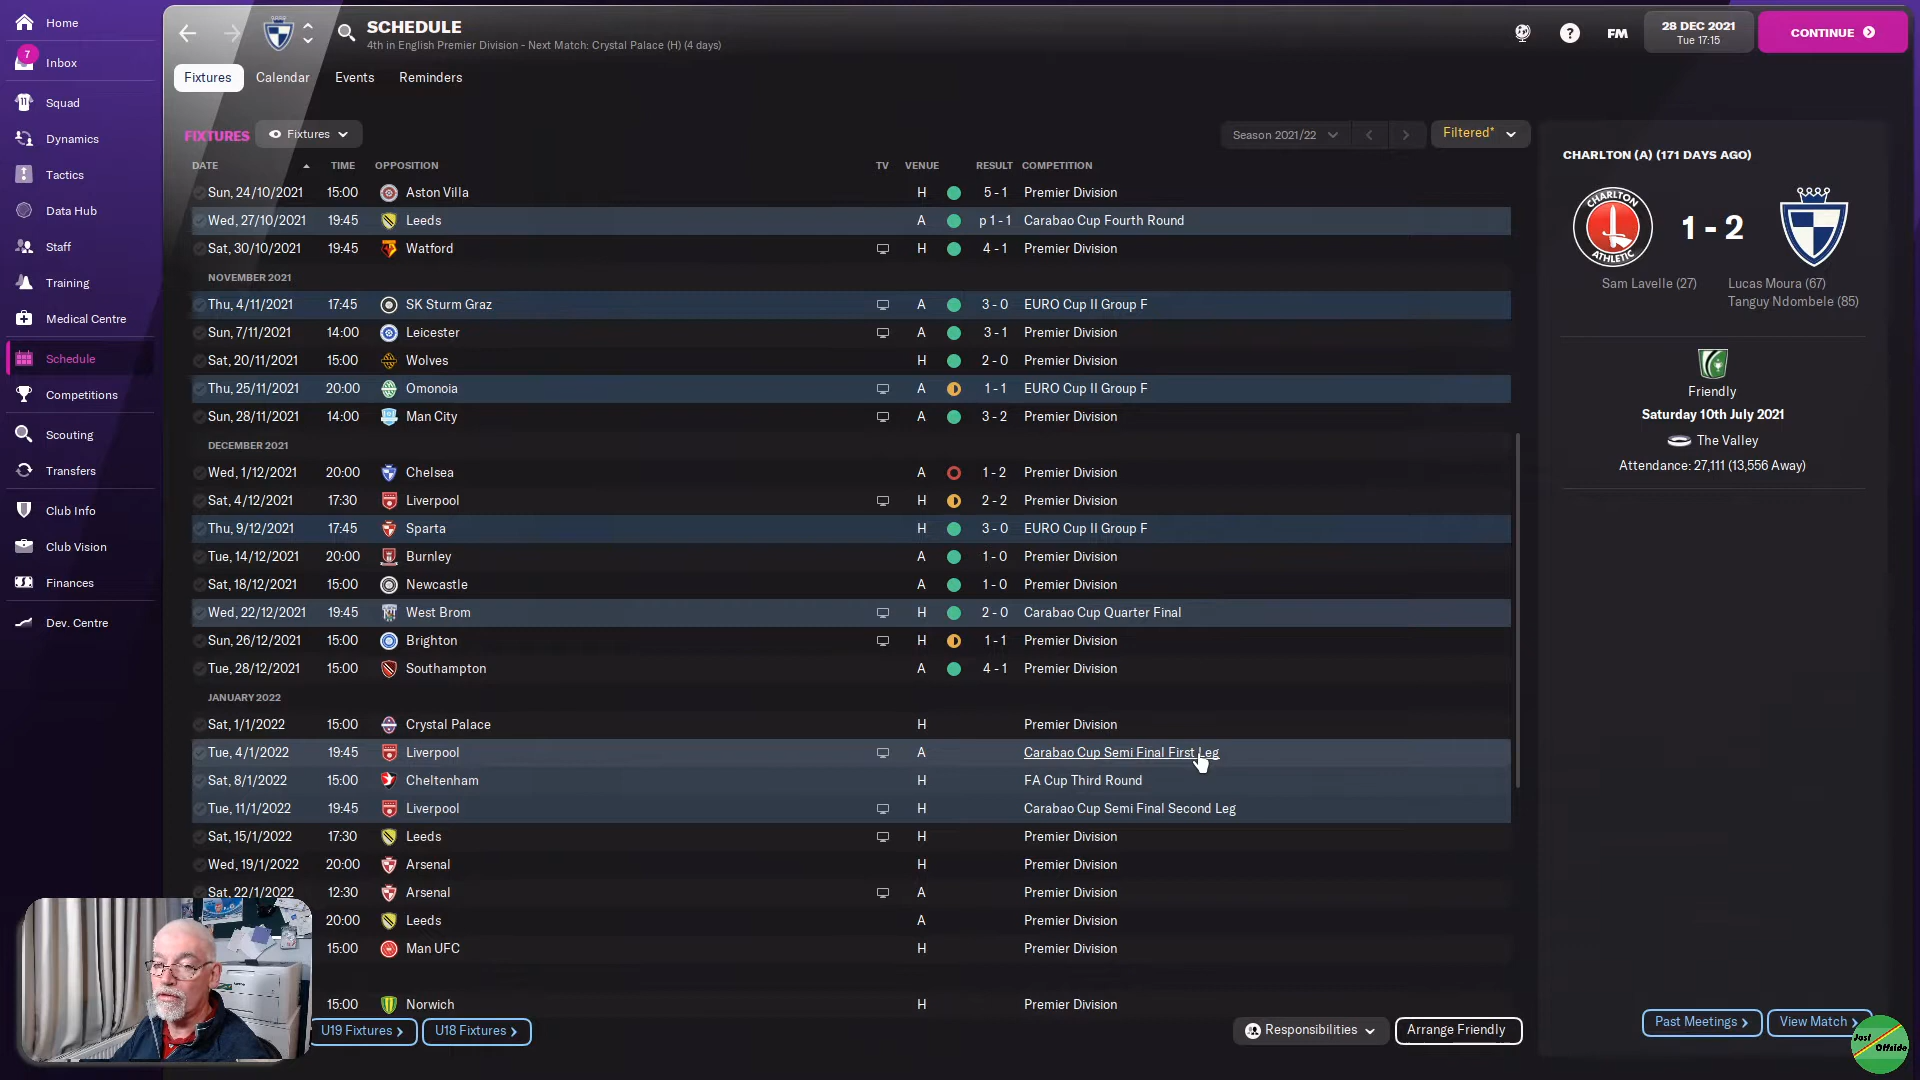 Home
7
Inbox
Squad
Dynamics
Tactics
Data Hub
Staff
Training
Medical Centre
Schedule
Competitions
Scouting
Transfers
Club Info
Club Vision
Finances
Dev. Centre
SCHEDULE
4th in English Premier Division - Next Match: Crystal Palace (H) (4 days)
FM
28 DEC 2021
Tue 17:15
CONTINUE
Fixtures Calendar Events Reminders
FIXTURES Fixtures Season 2021/22 Filtered*
DATE TIME OPPOSITION TV VENUE RESULT COMPETITION
Sun, 24/10/2021 15:00 Aston Villa H 5 - 1 Premier Division
Wed, 27/10/2021 19:45 Leeds A p 1 - 1 Carabao Cup Fourth Round
Sat, 30/10/2021 19:45 Watford H 4 - 1 Premier Division
NOVEMBER 2021
Thu, 4/11/2021 17:45 SK Sturm Graz A 3 - 0 EURO Cup II Group F
Sun, 7/11/2021 14:00 Leicester A 3 - 1 Premier Division
Sat, 20/11/2021 15:00 Wolves H 2 - 0 Premier Division
Thu, 25/11/2021 20:00 Omonoia A 1 - 1 EURO Cup II Group F
Sun, 28/11/2021 14:00 Man City A 3 - 2 Premier Division
DECEMBER 2021
Wed, 1/12/2021 20:00 Chelsea A 1 - 2 Premier Division
Sat, 4/12/2021 17:30 Liverpool H 2 - 2 Premier Division
Thu, 9/12/2021 17:45 Sparta H 3 - 0 EURO Cup II Group F
Tue, 14/12/2021 20:00 Burnley A 1 - 0 Premier Division
Sat, 18/12/2021 15:00 Newcastle A 1 - 0 Premier Division
Wed, 22/12/2021 19:45 West Brom H 2 - 0 Carabao Cup Quarter Final
Sun, 26/12/2021 15:00 Brighton H 1 - 1 Premier Division
Tue, 28/12/2021 15:00 Southampton A 4 - 1 Premier Division
JANUARY 2022
Sat, 1/1/2022 15:00 Crystal Palace H Premier Division
Tue, 4/1/2022 19:45 Liverpool A Carabao Cup Semi Final First Leg
Sat, 8/1/2022 15:00 Cheltenham H FA Cup Third Round
Tue, 11/1/2022 19:45 Liverpool H Carabao Cup Semi Final Second Leg
Sat, 15/1/2022 17:30 Leeds H Premier Division
Wed, 19/1/2022 20:00 Arsenal H Premier Division
Sat, 22/1/2022 12:30 Arsenal A Premier Division
20:00 Leeds A Premier Division
15:00 Man UFC H Premier Division
15:00 Norwich H Premier Division
U19 Fixtures U18 Fixtures Responsibilities Arrange Friendly
CHARLTON (A) (171 DAYS AGO)
CHARLTON
ATHLETIC
1 - 2
Sam Lavelle (27) Lucas Moura (67)
Tanguy Ndombele (85)
Friendly
Saturday 10th July 2021
The Valley
Attendance: 27,111 (13,556 Away)
Past Meetings View Match
Just
Offside